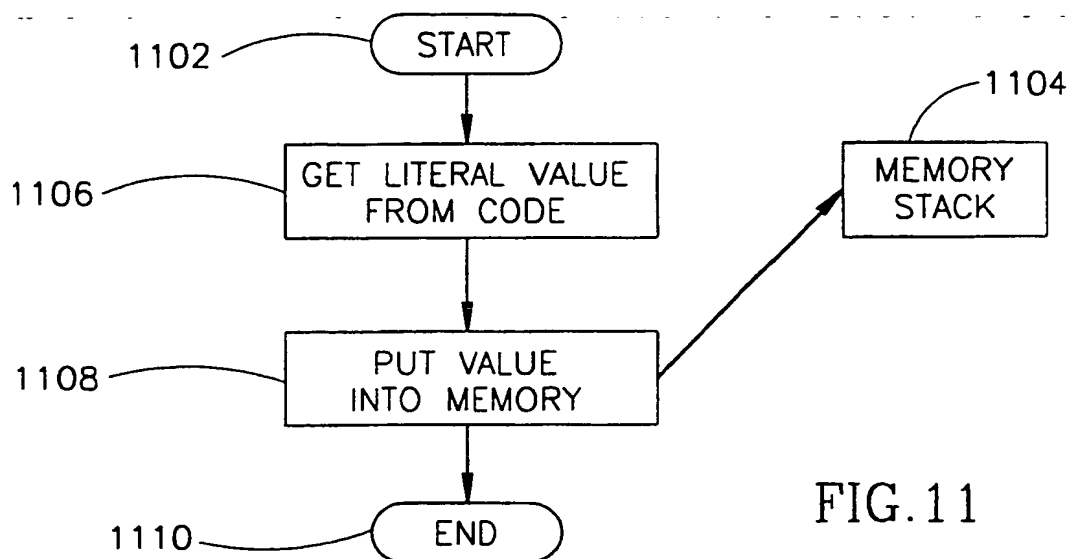 START
1102
1104
GET LITERAL VALUE
FROM CODE
1106
MEMORY
STACK
PUT VALUE
INTO MEMORY
1108
END
1110
FIG.11